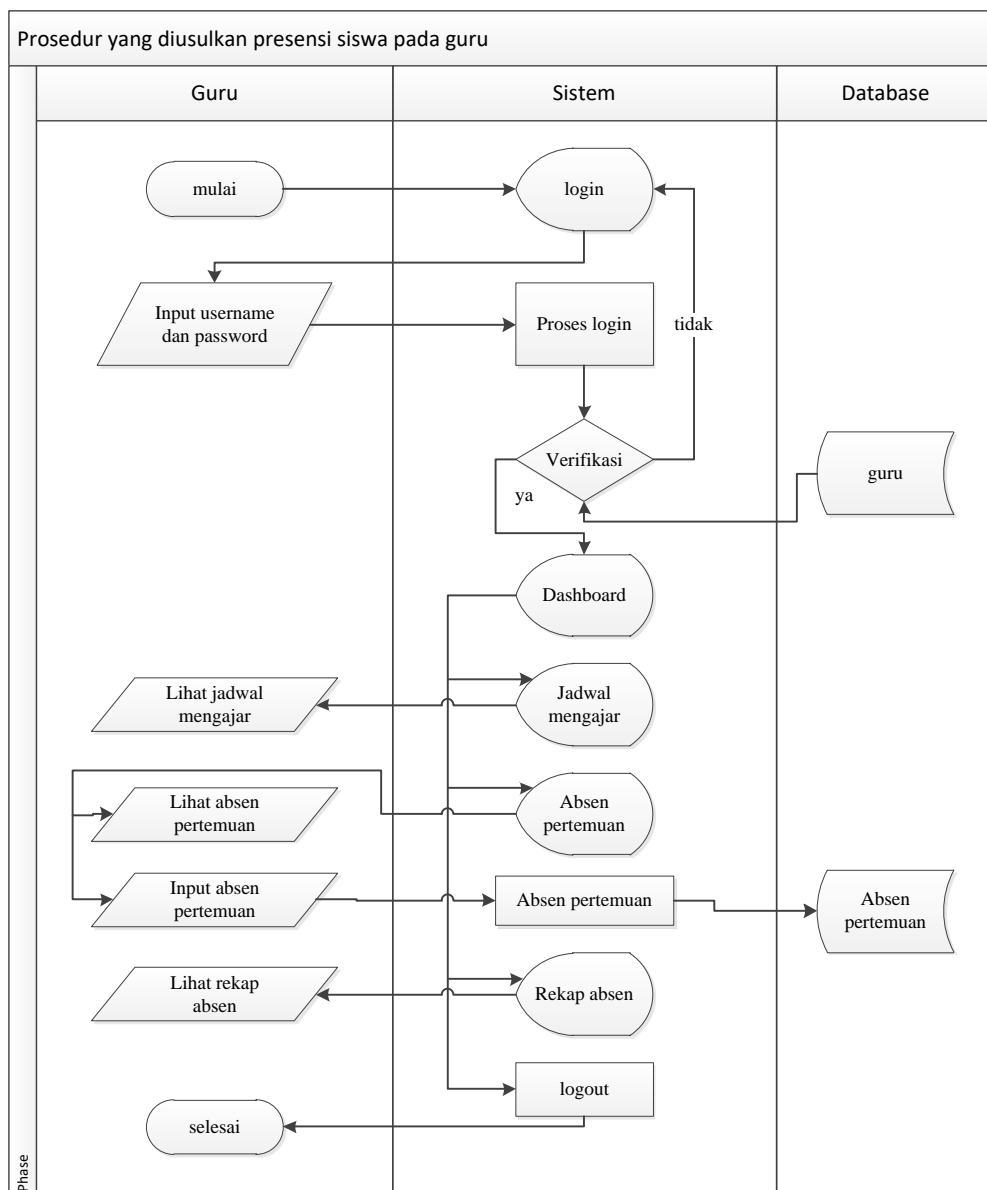 Prosedur yang diusulkan presensi siswa pada guru
Guru
Sistem
Database
mulai
login
Input username
dan password
Proses login
tidak
Verifikasi
guru
ya
Dashboard
Lihat jadwal
mengajar
Jadwal
mengajar
Lihat absen
pertemuan
Absen
pertemuan
Input absen
pertemuan
Absen pertemuan
Absen
pertemuan
Lihat rekap
absen
Rekap absen
logout
selesai
Phase